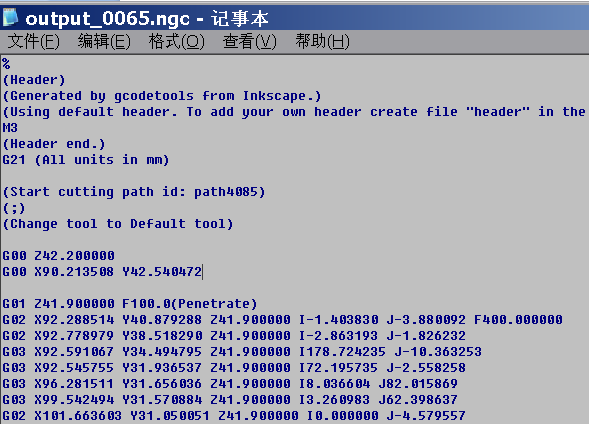 output_0065.ngc - 记事本
文件(F) 编辑(E) 格式(O) 查看(V) 帮助(H)
%
(Header)
(Generated by gcodetools from Inkscape.)
(Using default header. To add your own header create file "header" in the
M3
(Header end.)
G21 (All units in mm)
(Start cutting path id: path4085)
(;)
(Change tool to Default tool)
G00 Z42.200000
G00 X90.213508 Y42.540472
G01 Z41.900000 F100.0(Penetrate)
G02 X92.288514 Y40.879288 Z41.900000 I-1.403830 J-3.880092 F400.000000
G02 X92.778979 Y38.518290 Z41.900000 I-2.863193 J-1.826232
G03 X92.591067 Y34.494795 Z41.900000 I178.724235 J-10.363253
G03 X92.545755 Y31.936537 Z41.900000 I72.195735 J-2.558258
G03 X96.281511 Y31.656036 Z41.900000 I8.036604 J82.015869
G03 X99.542494 Y31.570884 Z41.900000 I3.260983 J62.398637
G02 X101.663603 Y31.050051 Z41.900000 I0.000000 J-4.579557